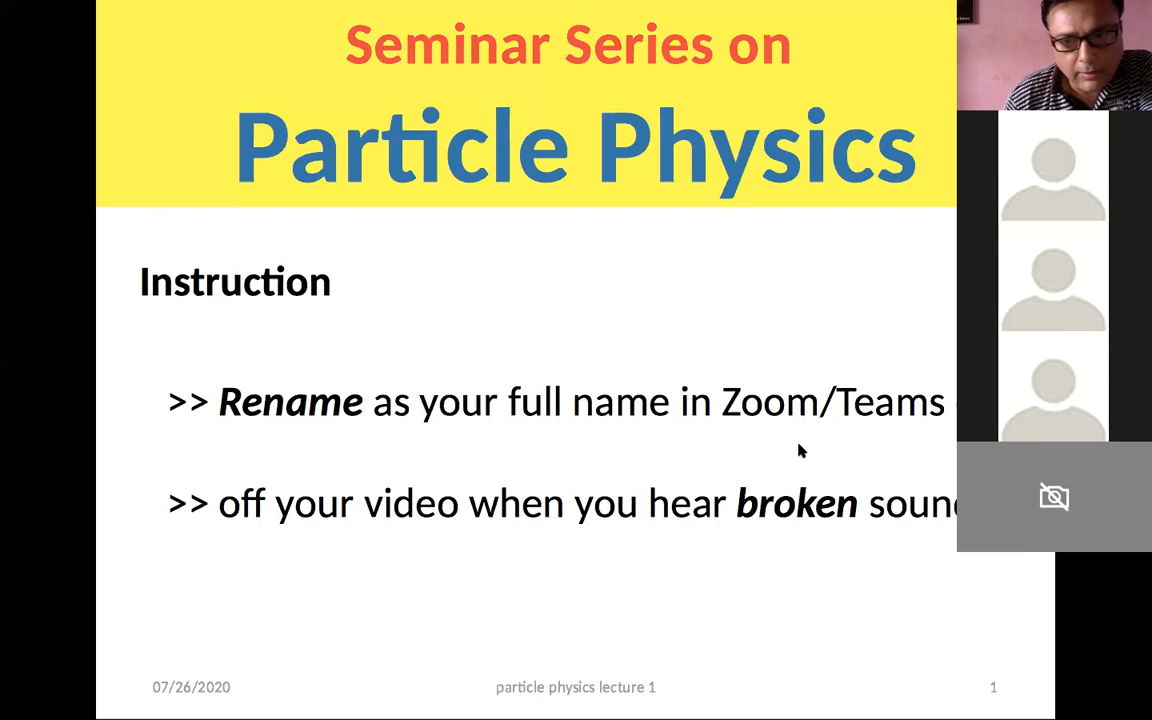 Seminar Series on
Particle Physics
Instruction
>> Rename as your full name in Zoom/Teams
>> off your video when you hear broken
07/26/2020
particle physics lecture 1
1